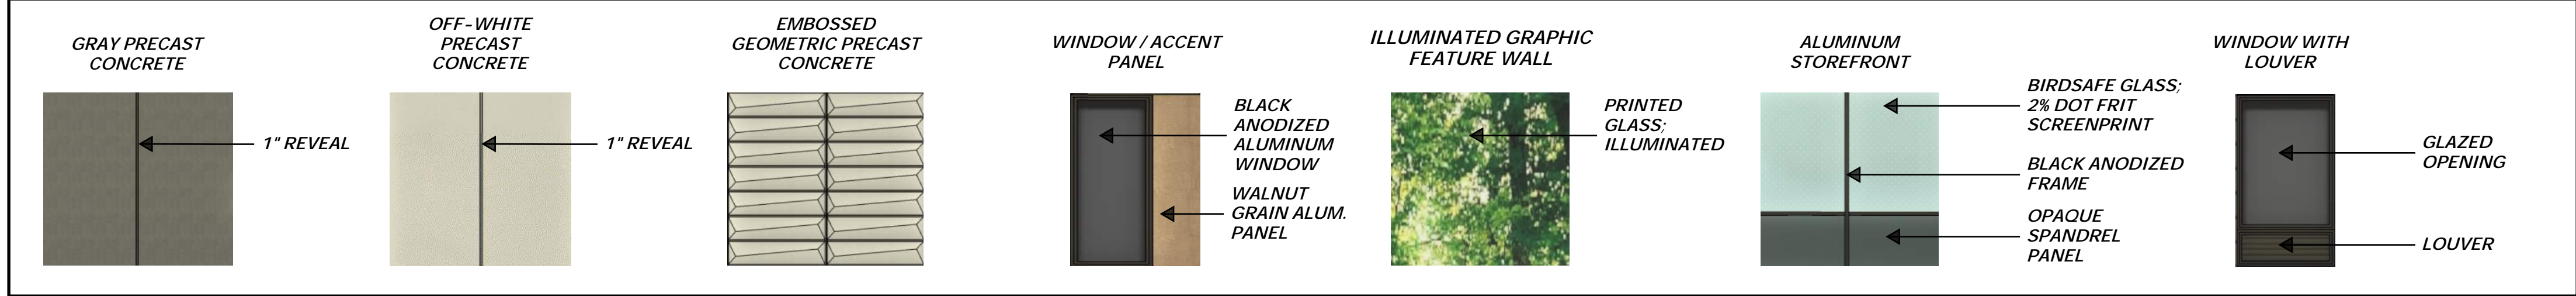 GRAY PRECAST
CONCRETE
1" REVEAL
OFF-WHITE
PRECAST
CONCRETE
1" REVEAL
EMBOSSED
GEOMETRIC PRECAST
CONCRETE
WINDOW / ACCENT
PANEL
BLACK
ANODIZED
ALUMINUM
WINDOW
WALNUT
GRAIN ALUM.
PANEL
ILLUMINATED GRAPHIC
FEATURE WALL
PRINTED
GLASS;
ILLUMINATED
ALUMINUM
STOREFRONT
BIRDSAFE GLASS;
2% DOT FRIT
SCREENPRINT
BLACK ANODIZED
FRAME
OPAQUE
SPANDREL
PANEL
WINDOW WITH
LOUVER
GLAZED
OPENING
LOUVER